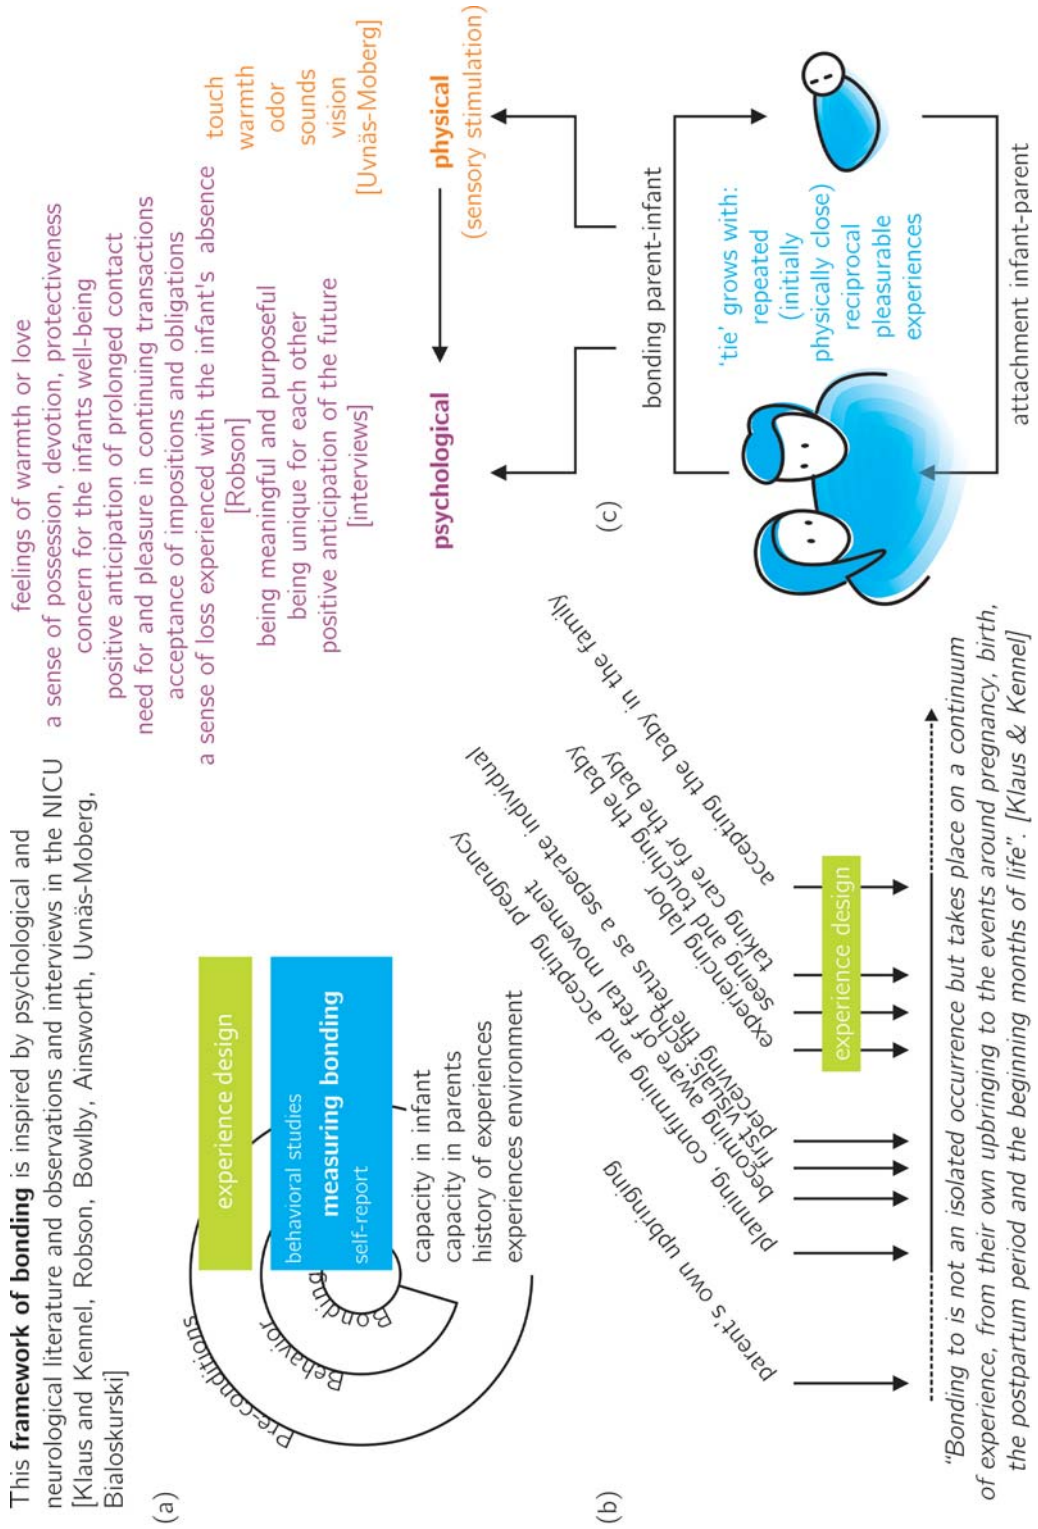 This framework of bonding is inspired by psychological and
neurological literature and observations and interviews in the NICU
[Klaus and Kennel, Robson, Bowlby, Ainsworth, Uvnäs-Moberg,
Bialoskurski]
(a)
Pre-conditions
Behavior
Bonding
experience design
behavioral studies
measuring bonding
self-report
capacity in infant
capacity in parents
history of experiences
experiences environment
(b)
parent's own upbringing
planning, confirming and accepting pregnancy
becoming aware of fetal movement
first visuals: echo
perceiving the fetus as a seperate individual
experiencing labor
seeing and touching the baby
taking care for the baby
accepting the baby in the family
experience design
"Bonding to is not an isolated occurrence but takes place on a continuum
of experience, from their own upbringing to the events around pregnancy, birth,
the postpartum period and the beginning months of life". [Klaus & Kennel]
feelings of warmth or love
a sense of possession, devotion, protectiveness
concern for the infants well-being
positive anticipation of prolonged contact
need for and pleasure in continuing transactions
acceptance of impositions and obligations
a sense of loss experienced with the infant's absence
[Robson]
being meaningful and purposeful
being unique for each other
positive anticipation of the future
[interviews]
touch
warmth
odor
sounds
vision
[Uvnäs-Moberg]
psychological
physical
(sensory stimulation)
(c)
bonding parent-infant
'tie' grows with:
repeated
(initially
physically close)
reciprocal
pleasurable
experiences
attachment infant-parent